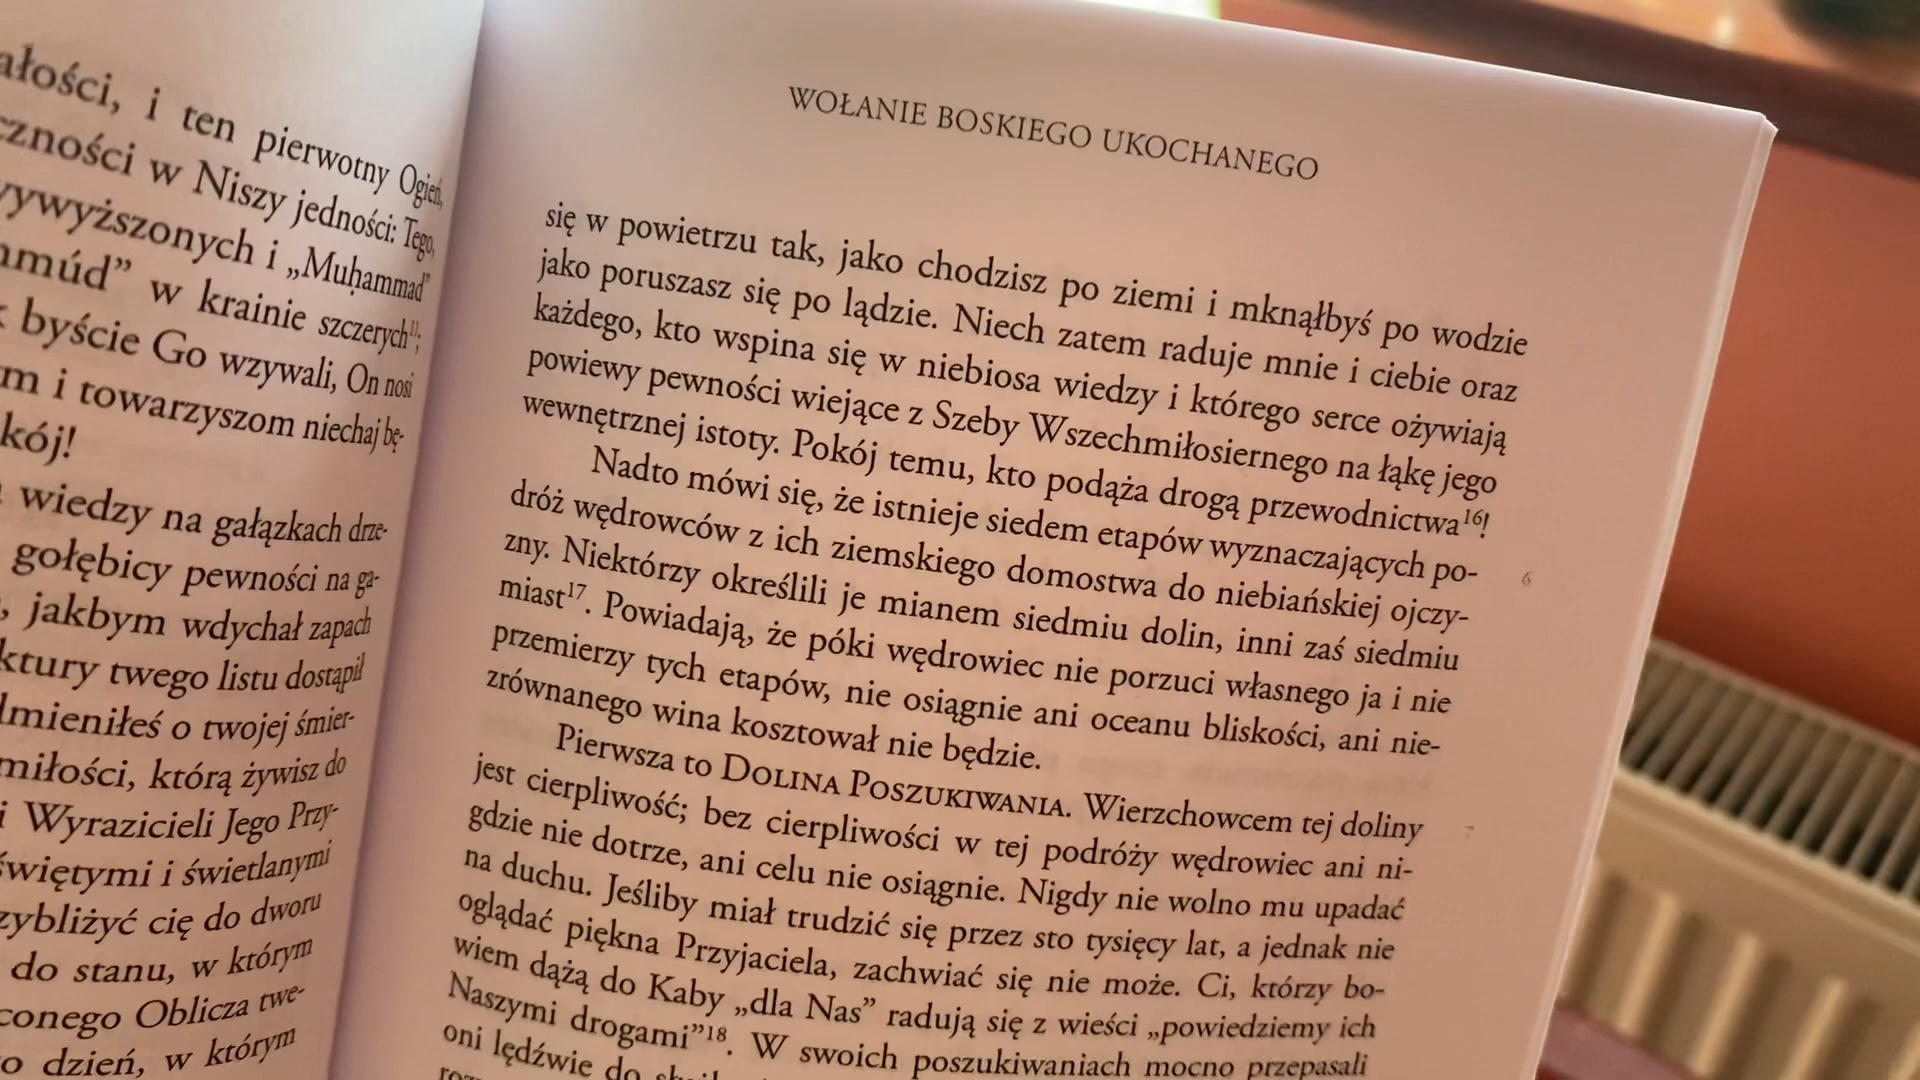 ałości, i ten pierwotny Ogień,
czności w Niszy jedności: Tego,
wywyższonych i „Muḥammad”
mmúd” w krainie szczerych¹¹;
byście Go wzywali, On nosi
m i towarzyszom niechaj bę-
kój!
wiedzy na gałązkach drze-
gołębicy pewności na ga-
, jakbym wdychał zapach
ktury twego listu dostąpił
dmieniłeś o twojej śmier-
miłości, którą żywisz do
i Wyrazicieli Jego Przy-
świętymi i świetlanymi
zybliżyć cię do dworu
do stanu, w którym
conego Oblicza twe-
o dzień, w którym
WOŁANIE BOSKIEGO UKOCHANEGO
się w powietrzu tak, jako chodzisz po ziemi i mknąłbyś po wodzie
jako poruszasz się po lądzie. Niech zatem raduje mnie i ciebie oraz
każdego, kto wspina się w niebiosa wiedzy i którego serce ożywiają
powiewy pewności wiejące z Szeby Wszechmiłosiernego na łąkę jego
wewnętrznej istoty. Pokój temu, kto podąża drogą przewodnictwa¹⁶!
Nadto mówi się, że istnieje siedem etapów wyznaczających po-
dróż wędrowców z ich ziemskiego domostwa do niebiańskiej ojczy-
6
zny. Niektórzy określili je mianem siedmiu dolin, inni zaś siedmiu
miast¹⁷. Powiadają, że póki wędrowiec nie porzuci własnego ja i nie
przemierzy tych etapów, nie osiągnie ani oceanu bliskości, ani nie-
zrównanego wina kosztował nie będzie.
Pierwsza to DOLINA POSZUKIWANIA. Wierzchowcem tej doliny
7
jest cierpliwość; bez cierpliwości w tej podróży wędrowiec ani ni-
gdzie nie dotrze, ani celu nie osiągnie. Nigdy nie wolno mu upadać
na duchu. Jeśliby miał trudzić się przez sto tysięcy lat, a jednak nie
oglądać piękna Przyjaciela, zachwiać się nie może. Ci, którzy bo-
wiem dążą do Kaby „dla Nas” radują się z wieści „powiedziemy ich
Naszymi drogami”¹⁸. W swoich poszukiwaniach mocno przepasali
oni lędźwie do